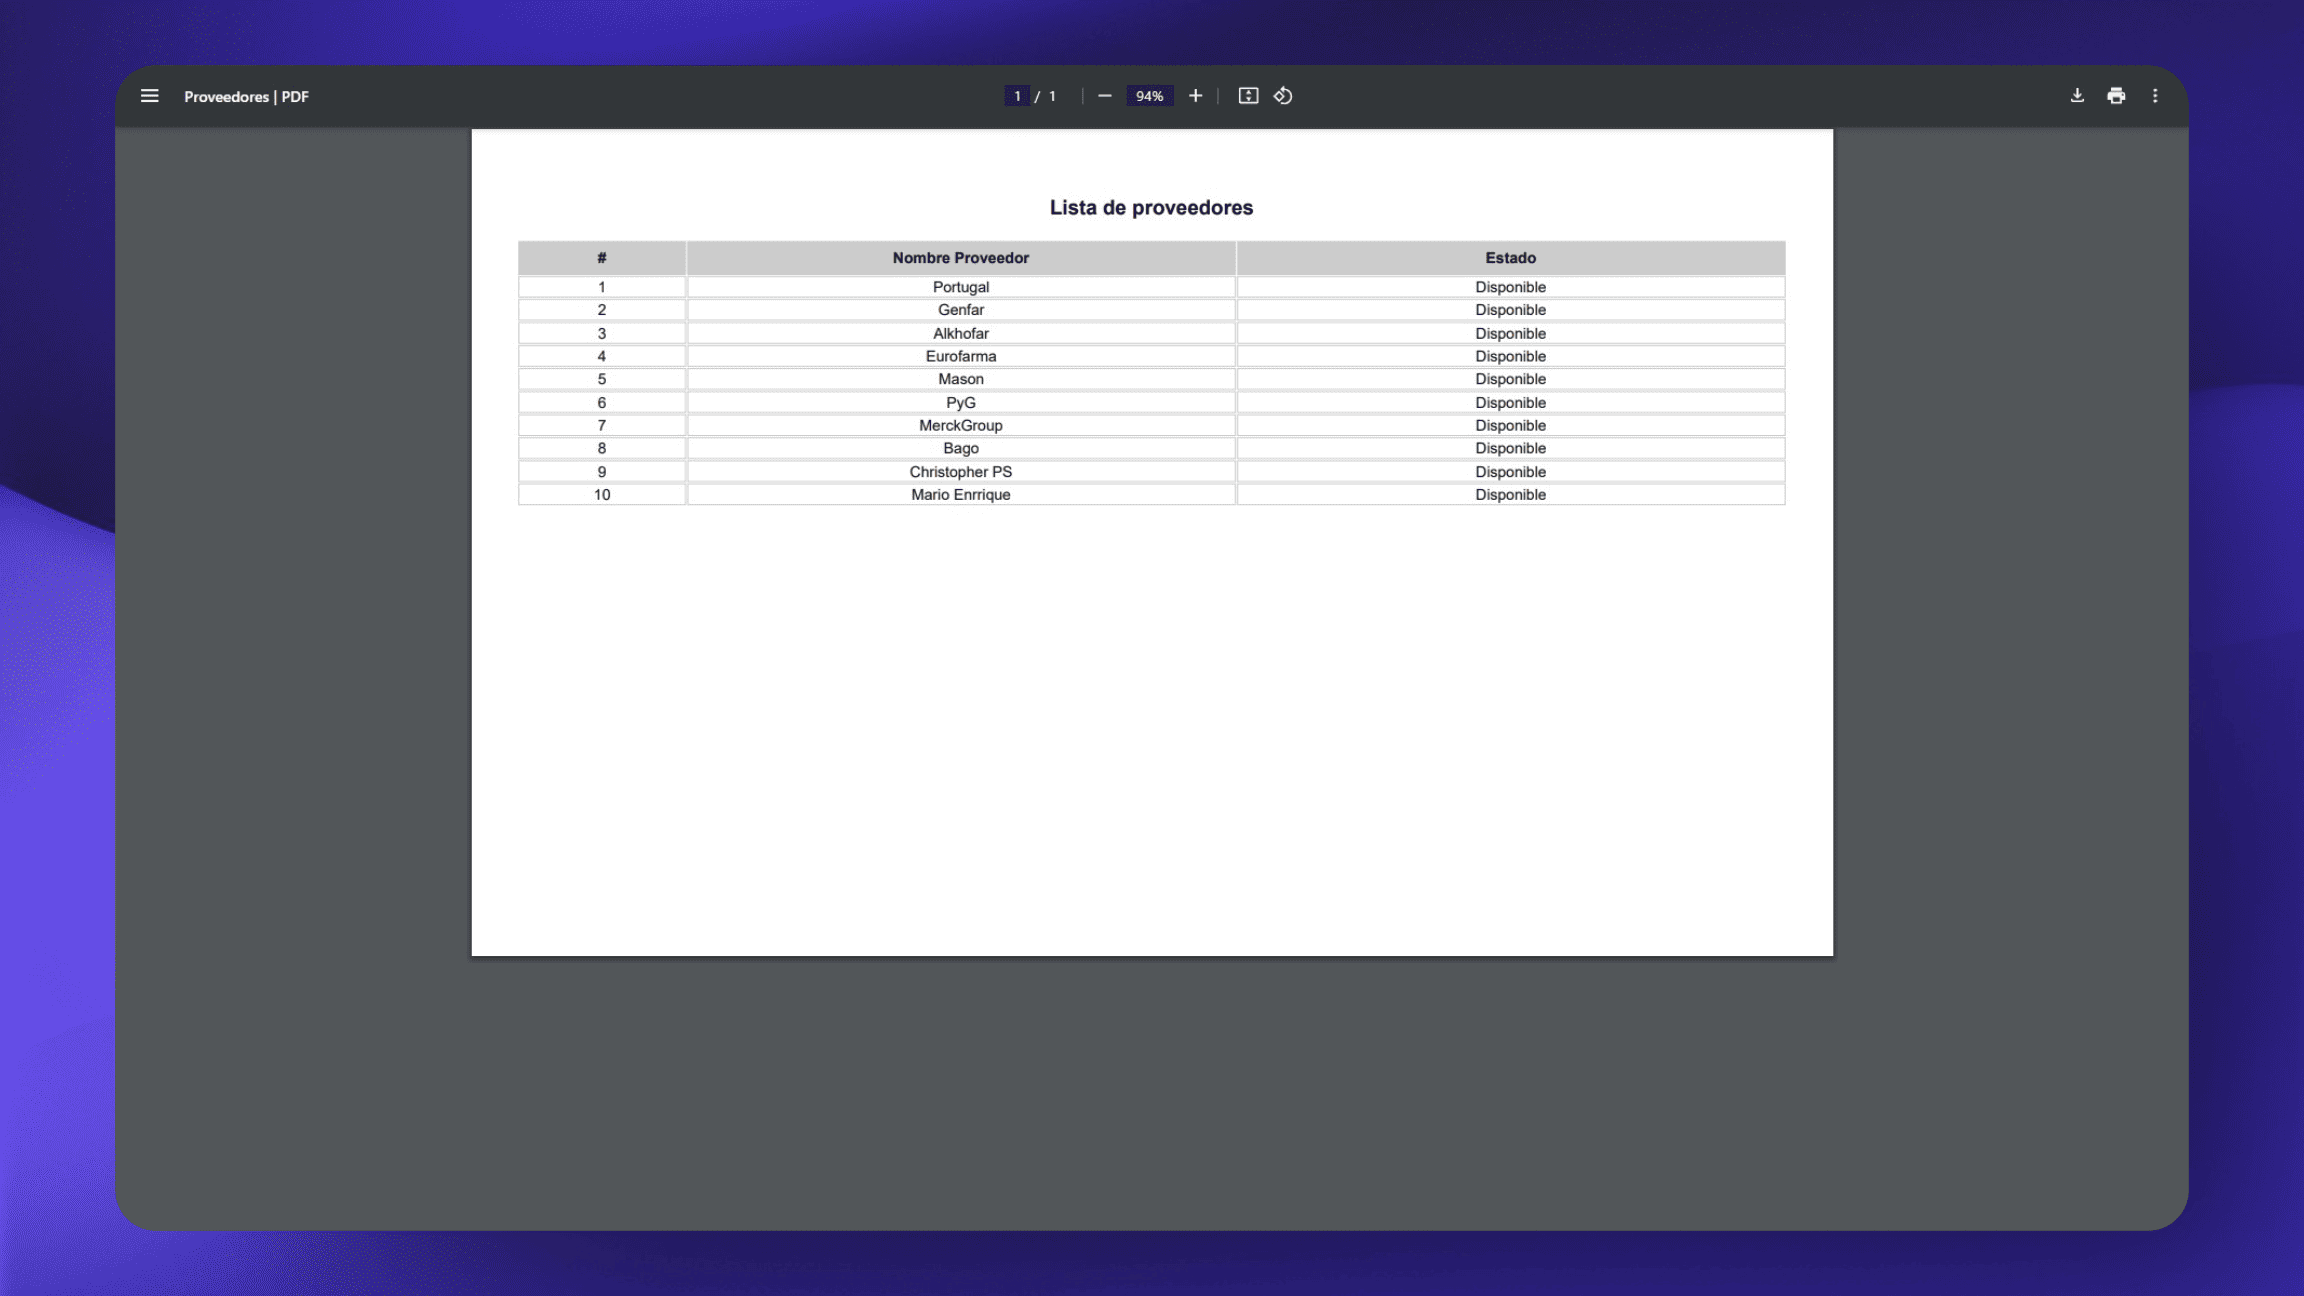 Proveedores | PDF
1 / 1
94%
Lista de proveedores
# Nombre Proveedor Estado
1 Portugal Disponible
2 Genfar Disponible
3 Alkhofar Disponible
4 Eurofarma Disponible
5 Mason Disponible
6 PyG Disponible
7 MerckGroup Disponible
8 Bago Disponible
9 Christopher PS Disponible
10 Mario Enrrique Disponible